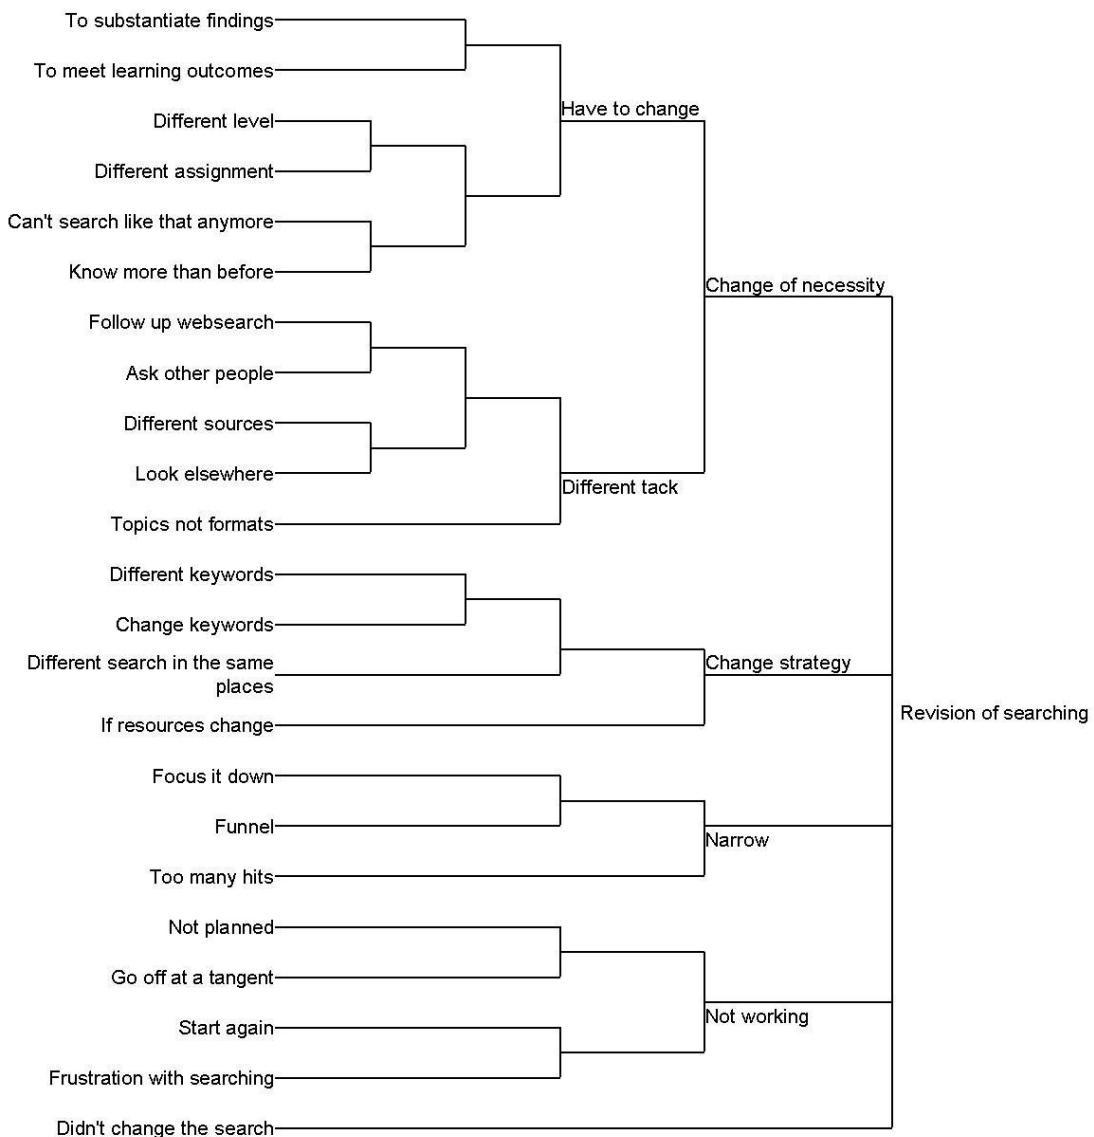 To substantiate findings
To meet learning outcomes
Have to change
Different level
Different assignment
Can't search like that anymore
Know more than before
Change of necessity
Follow up websearch
Ask other people
Different sources
Look elsewhere
Different tack
Topics not formats
Different keywords
Change keywords
Different search in the same
places
Change strategy
If resources change
Revision of searching
Focus it down
Funnel
Narrow
Too many hits
Not planned
Go off at a tangent
Not working
Start again
Frustration with searching
Didn't change the search